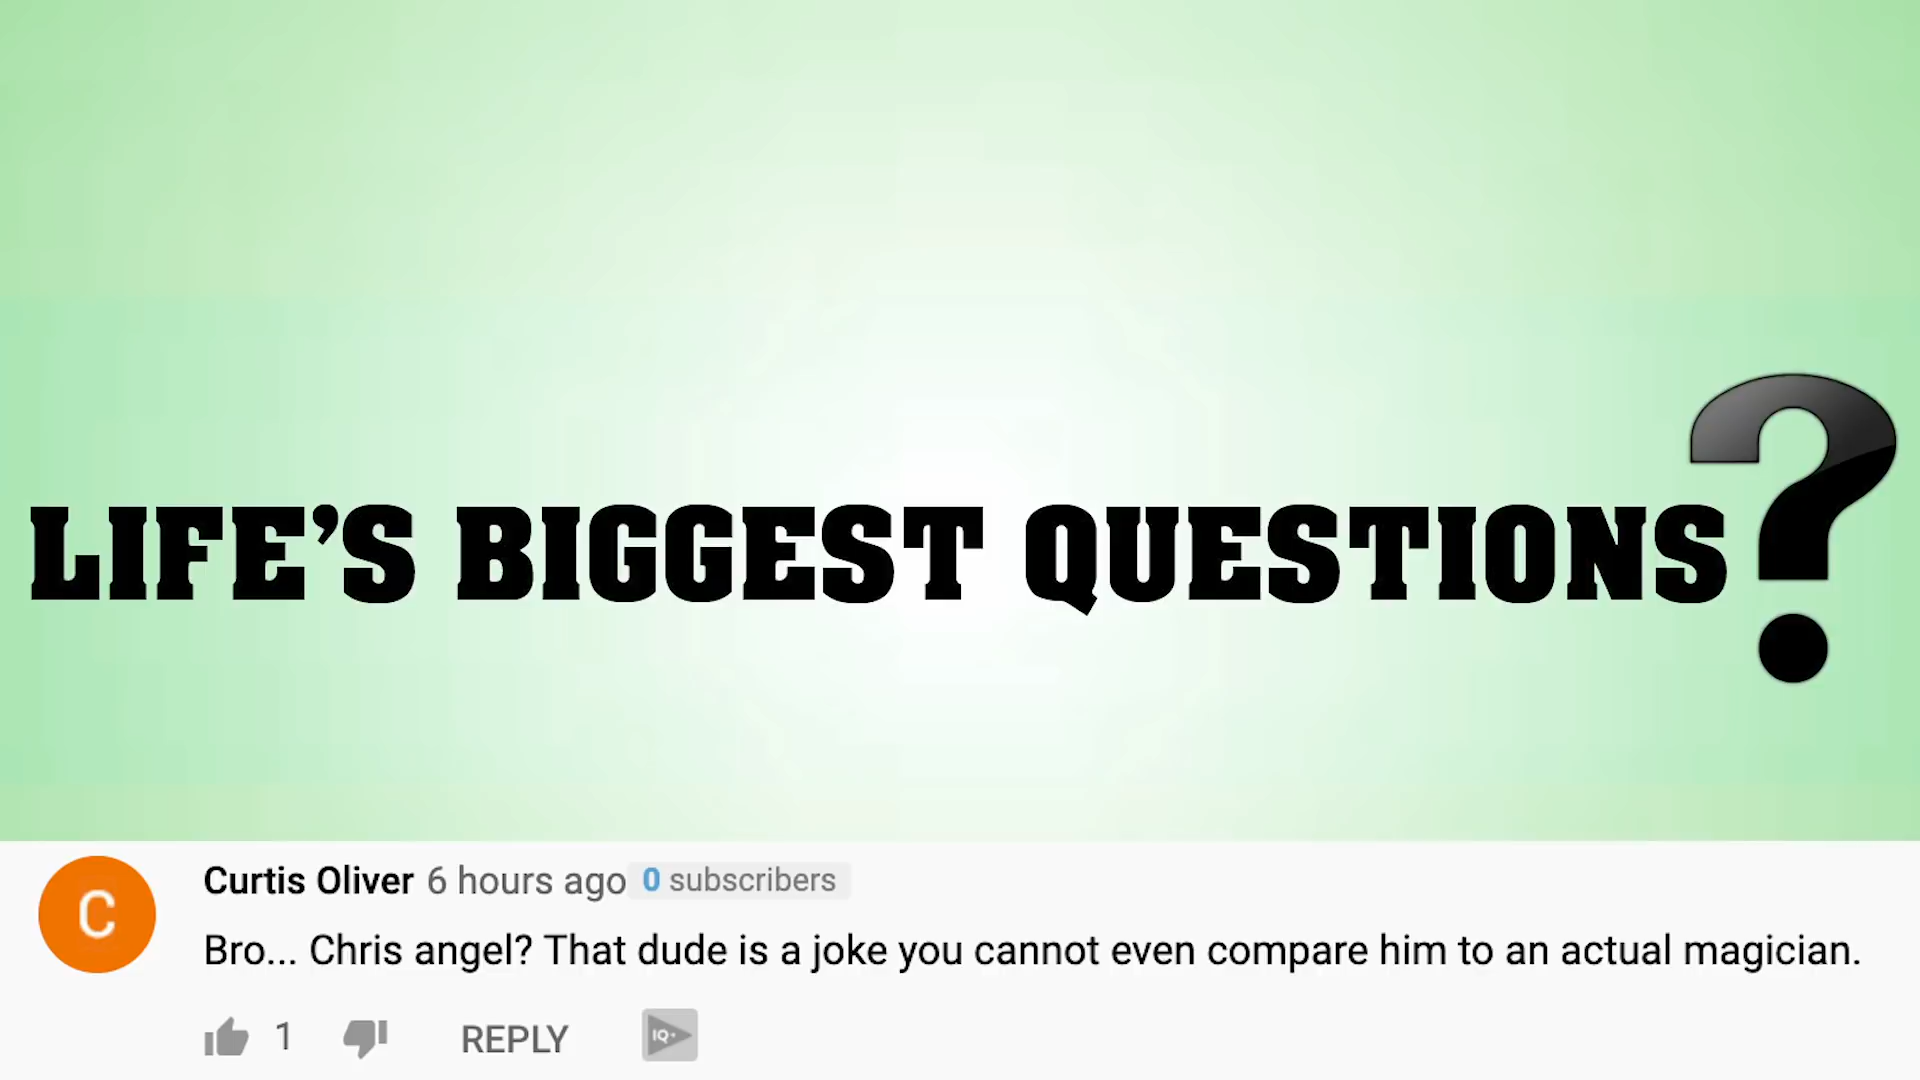 LIFE'S BIGGEST QUESTIONS?
Curtis Oliver 6 hours ago 0 subscribers
C
Bro... Chris angel? That dude is a joke you cannot even compare him to an actual magician.
1 REPLY IQ